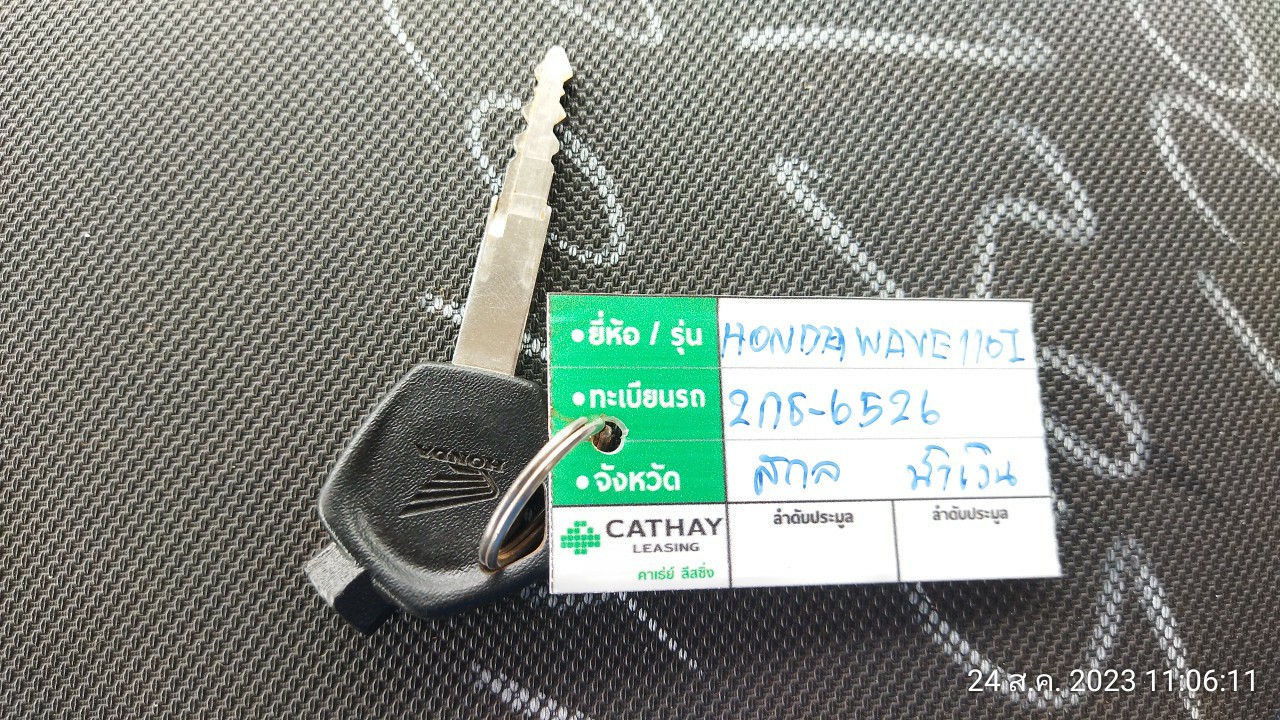 HONDA
•ยี่ห้อ / รุ่น HONDA WAVE 110I
•ทะเบียนรถ 2กร-6526
•จังหวัด สกล น้ำเงิน
CATHAY ลำดับประมูล ลำดับประมูล
LEASING
คาเธ่ย์ ลีสซิ่ง
24 ส.ค. 2023 11:06:11